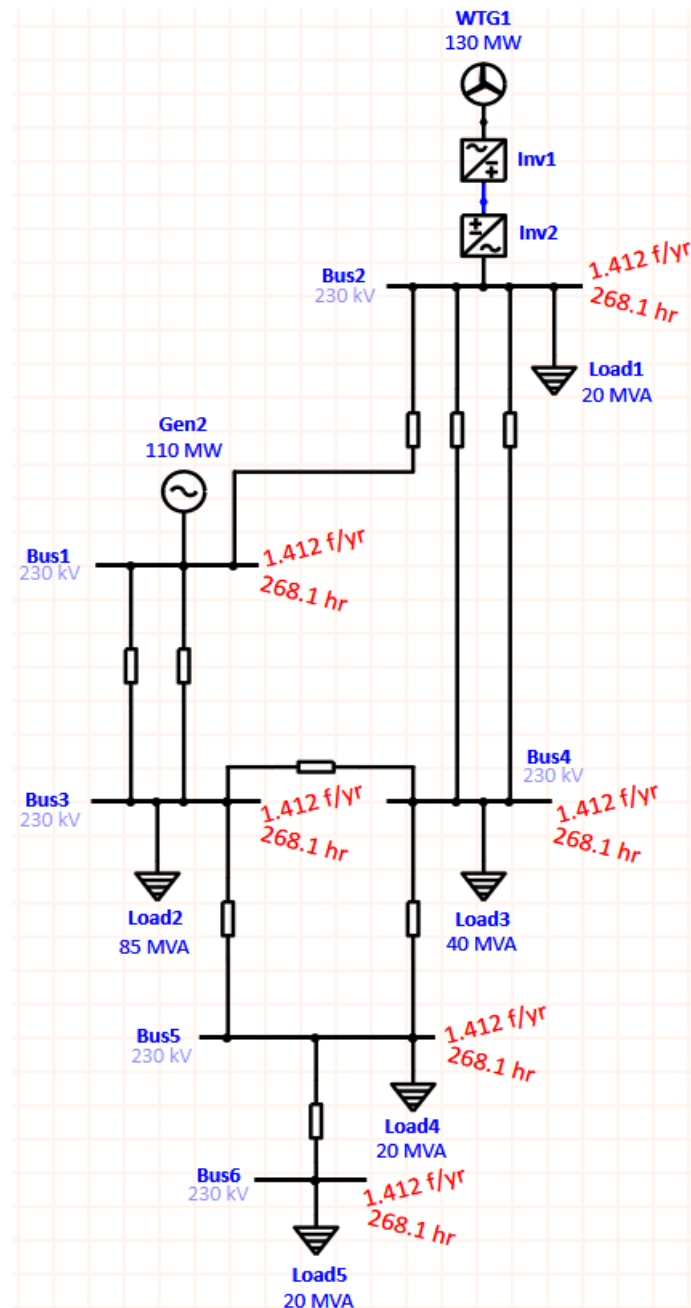 WTG1
130 MW
Inv1
Inv2
Bus2
230 kV
1.412 f/yr
268.1 hr
Load1
20 MVA
Gen2
110 MW
Bus1
230 kV
1.412 f/yr
268.1 hr
Bus3
230 kV
1.412 f/yr
268.1 hr
Bus4
230 kV
1.412 f/yr
268.1 hr
Load2
85 MVA
Load3
40 MVA
Bus5
230 kV
1.412 f/yr
268.1 hr
Load4
20 MVA
Bus6
230 kV
1.412 f/yr
268.1 hr
Load5
20 MVA